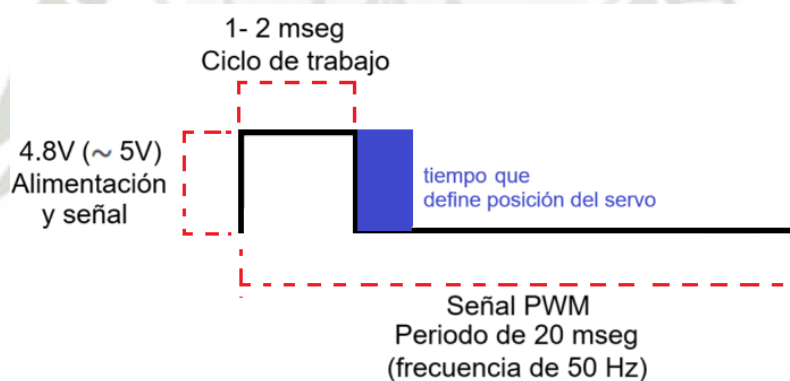 1- 2 mseg
Ciclo de trabajo
4.8V (~ 5V)
Alimentación
y señal
tiempo que
define posición del servo
Señal PWM
Periodo de 20 mseg
(frecuencia de 50 Hz)